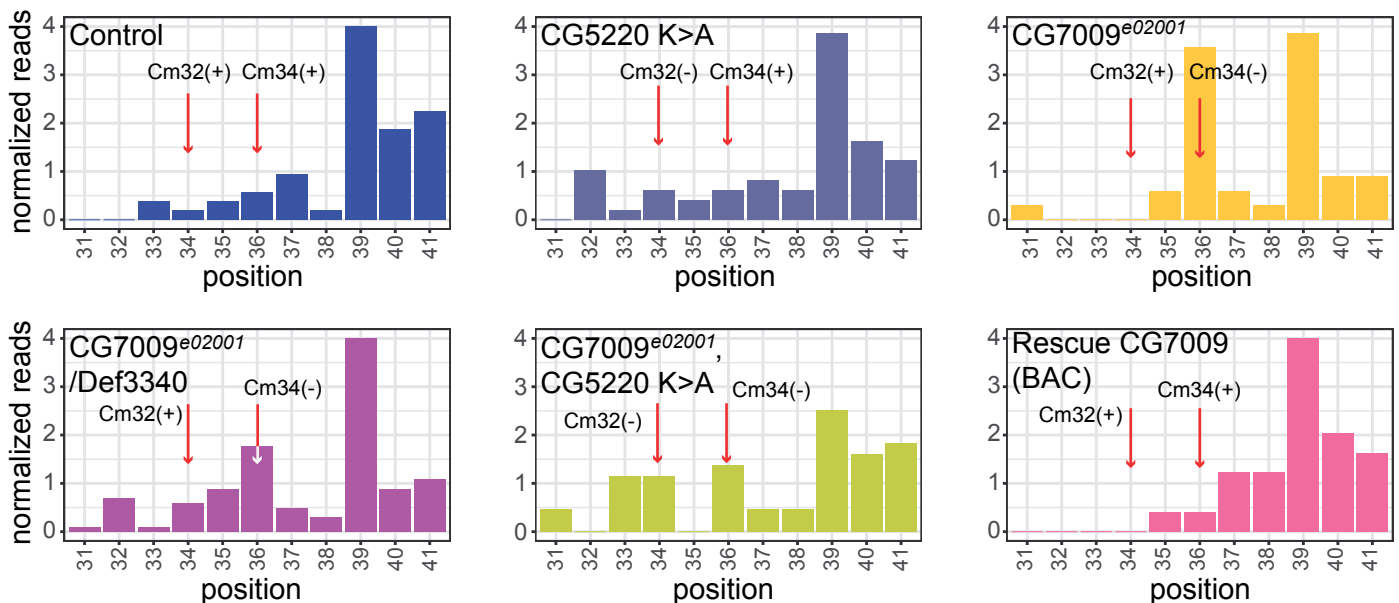 Control
Cm32(+) Cm34(+)
normalized reads
4
3
2
1
0
31 32 33 34 35 36 37 38 39 40 41
position
CG5220 K>A
Cm32(-) Cm34(+)
4
3
2
1
0
31 32 33 34 35 36 37 38 39 40 41
position
CG7009e02001
Cm32(+) Cm34(-)
4
3
2
1
0
31 32 33 34 35 36 37 38 39 40 41
position
CG7009e02001
/Def3340
Cm34(-)
Cm32(+)
normalized reads
4
3
2
1
0
31 32 33 34 35 36 37 38 39 40 41
position
CG7009e02001,
CG5220 K>A
Cm34(-)
Cm32(-)
4
3
2
1
0
31 32 33 34 35 36 37 38 39 40 41
position
Rescue CG7009
(BAC)
Cm34(+)
Cm32(+)
4
3
2
1
0
31 32 33 34 35 36 37 38 39 40 41
position